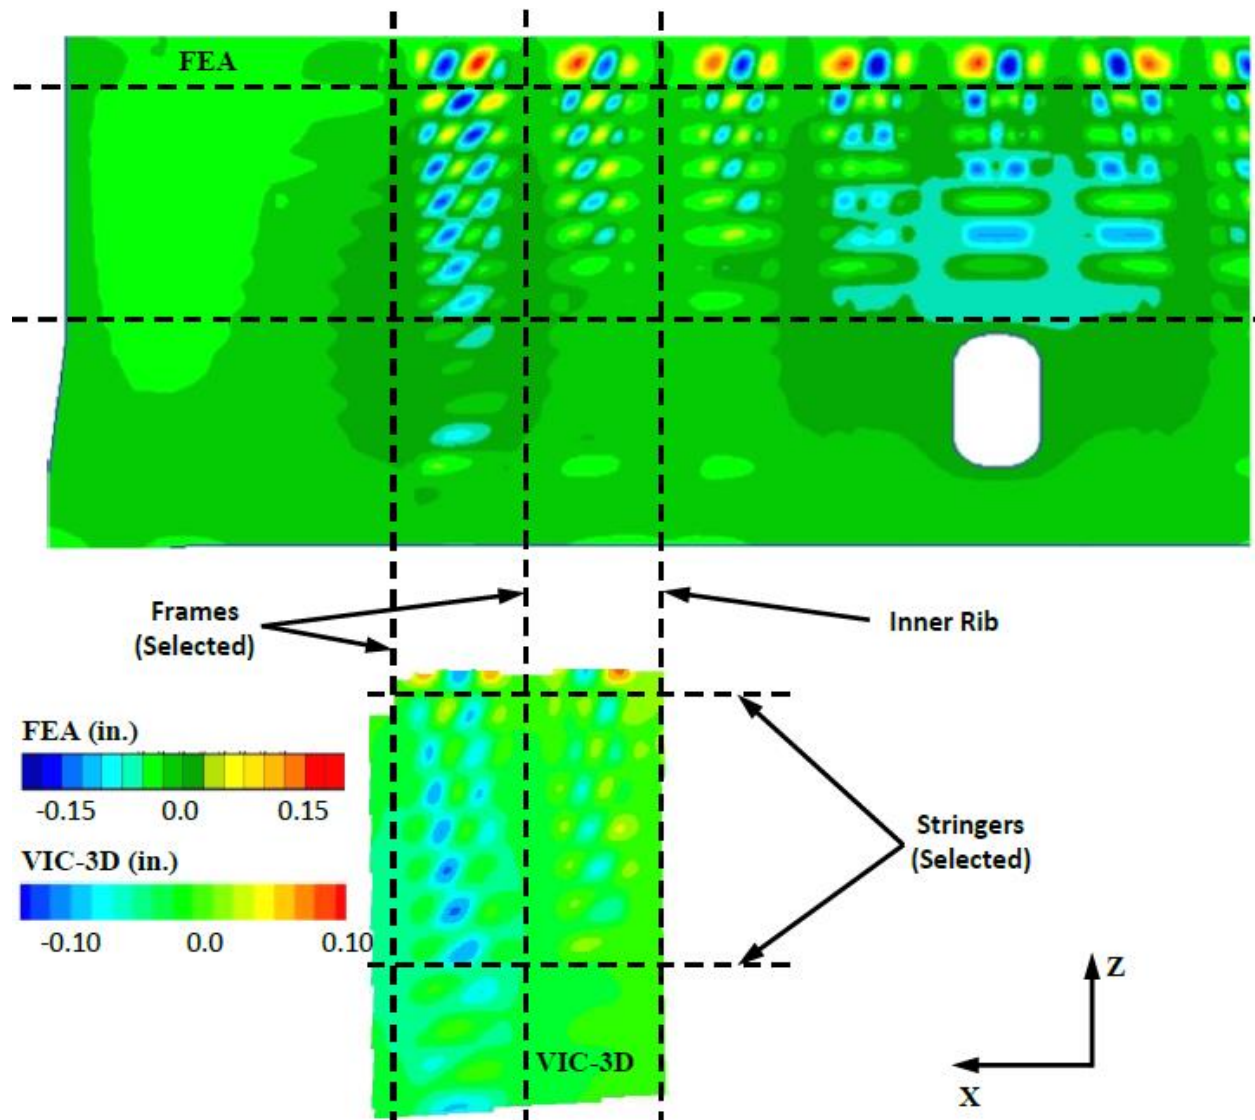 FEA
Frames
(Selected)
Inner Rib
FEA (in.)
-0.15 0.0 0.15
VIC-3D (in.)
-0.10 0.0 0.10
Stringers
(Selected)
VIC-3D
Z
X